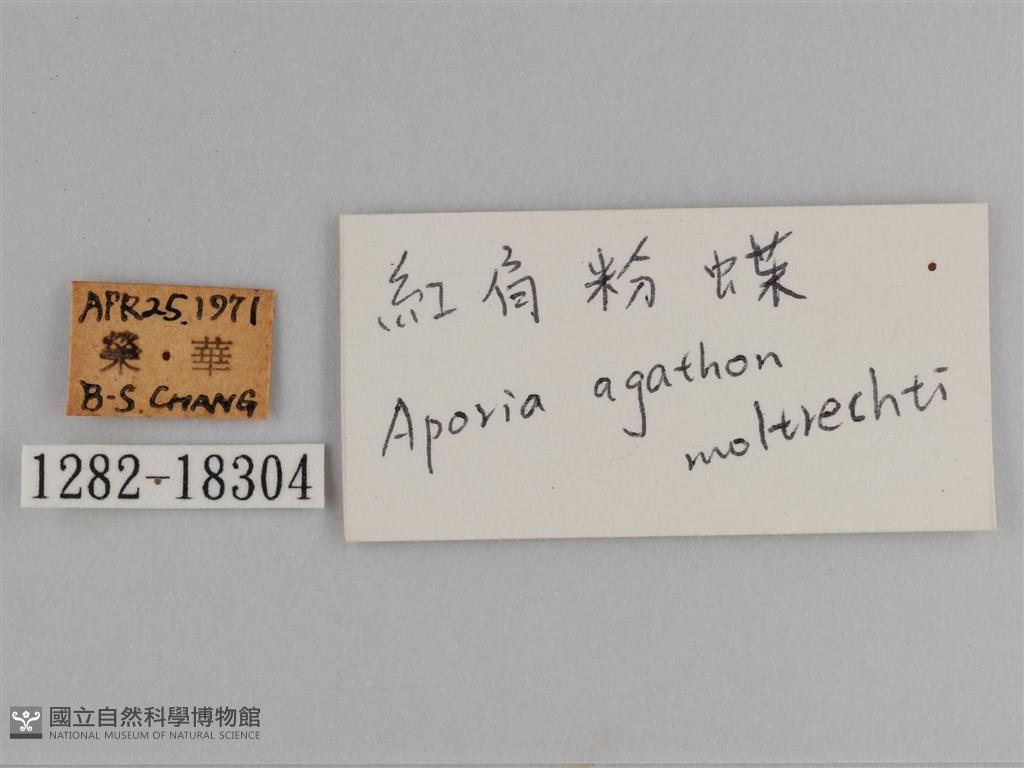 APR25.1971
榮·華
B-S.CHANG
1282-18304
紅肩粉蝶
Aporia agathon
moltrechti
國立自然科學博物館
NATIONAL MUSEUM OF NATURAL SCIENCE